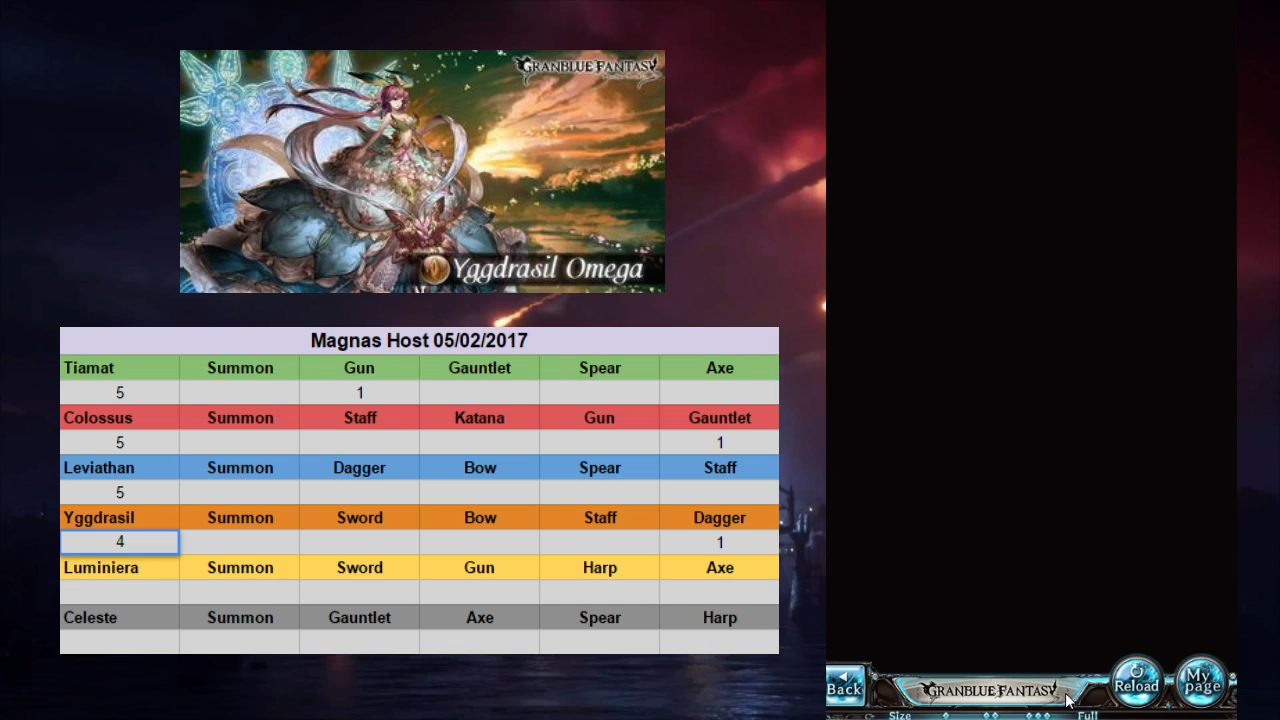 GRANBLUE FANTASY
Yggdrasil Omega
Magnas Host 05/02/2017
Tiamat Summon Gun Gauntlet Spear Axe
5 1
Colossus Summon Staff Katana Gun Gauntlet
5 1
Leviathan Summon Dagger Bow Spear Staff
5
Yggdrasil Summon Sword Bow Staff Dagger
4 1
Luminiera Summon Sword Gun Harp Axe
Celeste Summon Gauntlet Axe Spear Harp
Back GRANBLUE FANTASY Reload My page
Size Full